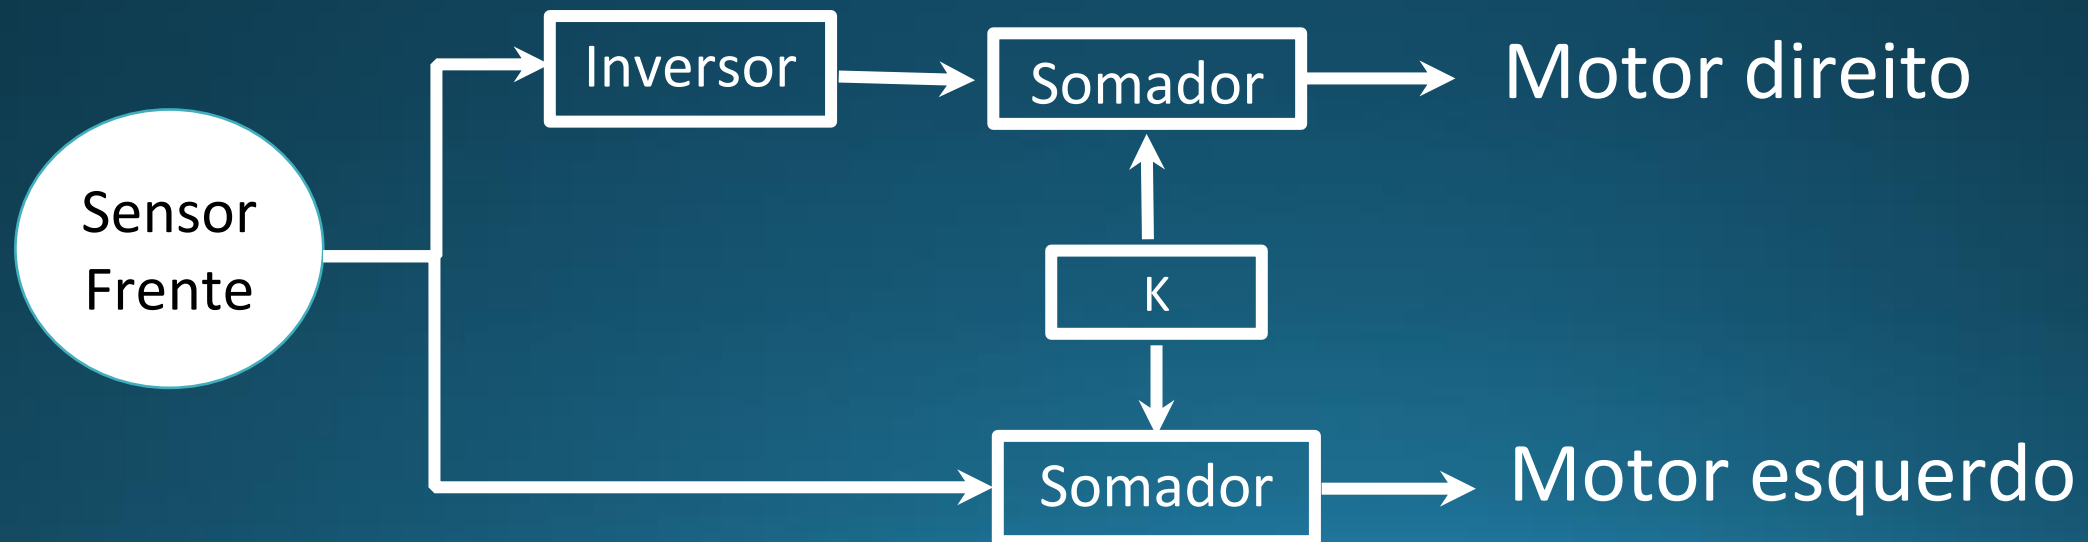 Inversor
Somador
Motor direito
Sensor
Frente
K
Somador
Motor esquerdo